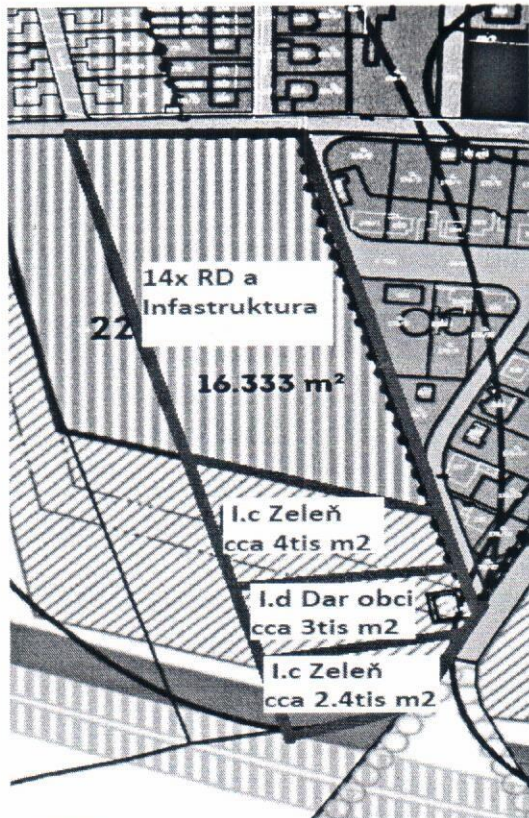 14x RD a
Infastruktura
22
16.333 m²
I.c Zeleň
cca 4tis m2
I.d Dar obci
cca 3tis m2
I.c Zeleň
cca 2.4tis m2